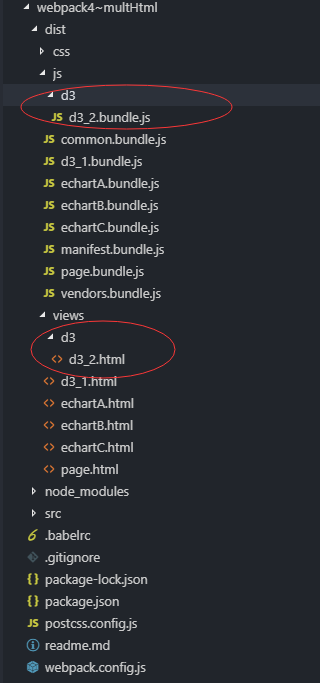 webpack4~multHtml
dist
css
js
d3
JS d3_2.bundle.js
JS common.bundle.js
JS d3_1.bundle.js
JS echartA.bundle.js
JS echartB.bundle.js
JS echartC.bundle.js
JS manifest.bundle.js
JS page.bundle.js
JS vendors.bundle.js
views
d3
<> d3_2.html
<> d3_1.html
<> echartA.html
<> echartB.html
<> echartC.html
<> page.html
node_modules
src
.babelrc
.gitignore
{} package-lock.json
{} package.json
JS postcss.config.js
readme.md
webpack.config.js